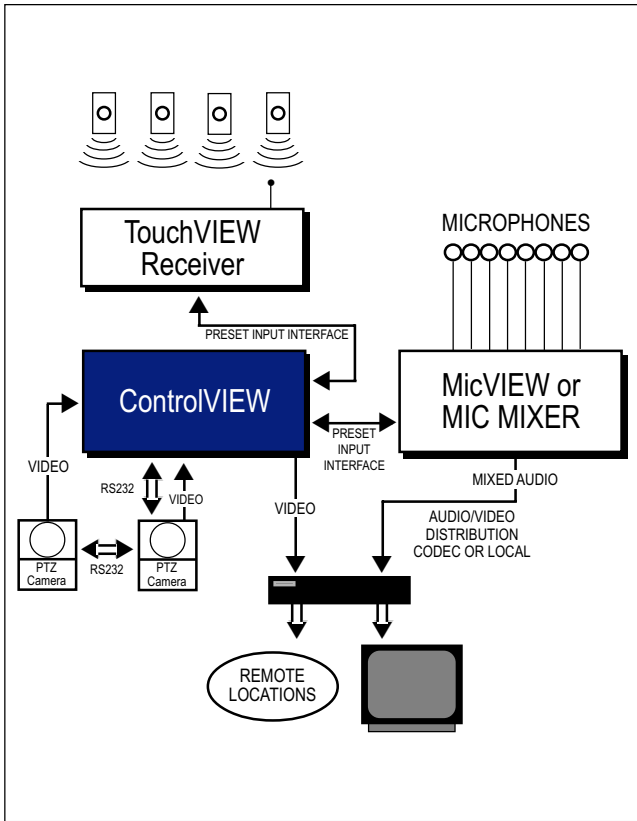 TouchVIEW
Receiver
MICROPHONES
PRESET INPUT INTERFACE
ControlVIEW
MicVIEW or
MIC MIXER
PRESET
INPUT
INTERFACE
VIDEO
RS232
VIDEO
VIDEO
MIXED AUDIO
AUDIO/VIDEO
DISTRIBUTION
CODEC OR LOCAL
PTZ
Camera
RS232
PTZ
Camera
REMOTE
LOCATIONS